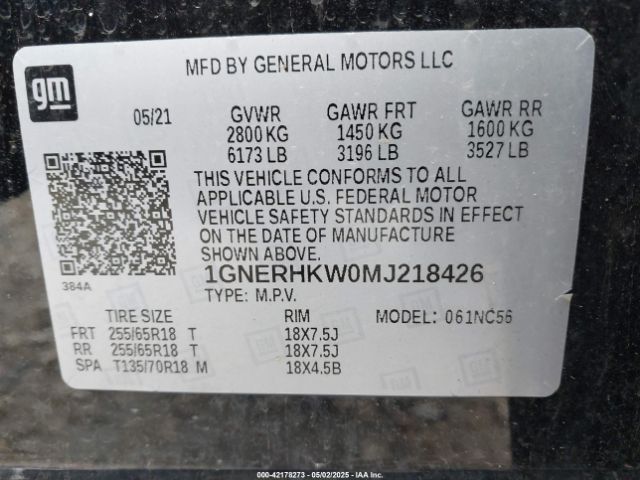 gm
MFD BY GENERAL MOTORS LLC
05/21 GVWR GAWR FRT GAWR RR
2800 KG 1450 KG 1600 KG
6173 LB 3196 LB 3527 LB
THIS VEHICLE CONFORMS TO ALL
APPLICABLE U.S. FEDERAL MOTOR
VEHICLE SAFETY STANDARDS IN EFFECT
ON THE DATE OF MANUFACTURE
SHOWN ABOVE.
384A
1GNERHKW0MJ218426
TYPE: M.P.V.
TIRE SIZE RIM MODEL: 061NC56
FRT 255/65R18 T 18X7.5J
RR 255/65R18 T 18X7.5J
SPA T135/70R18 M 18X4.5B
000-42178273 - 05/02/2025 - IAA Inc.